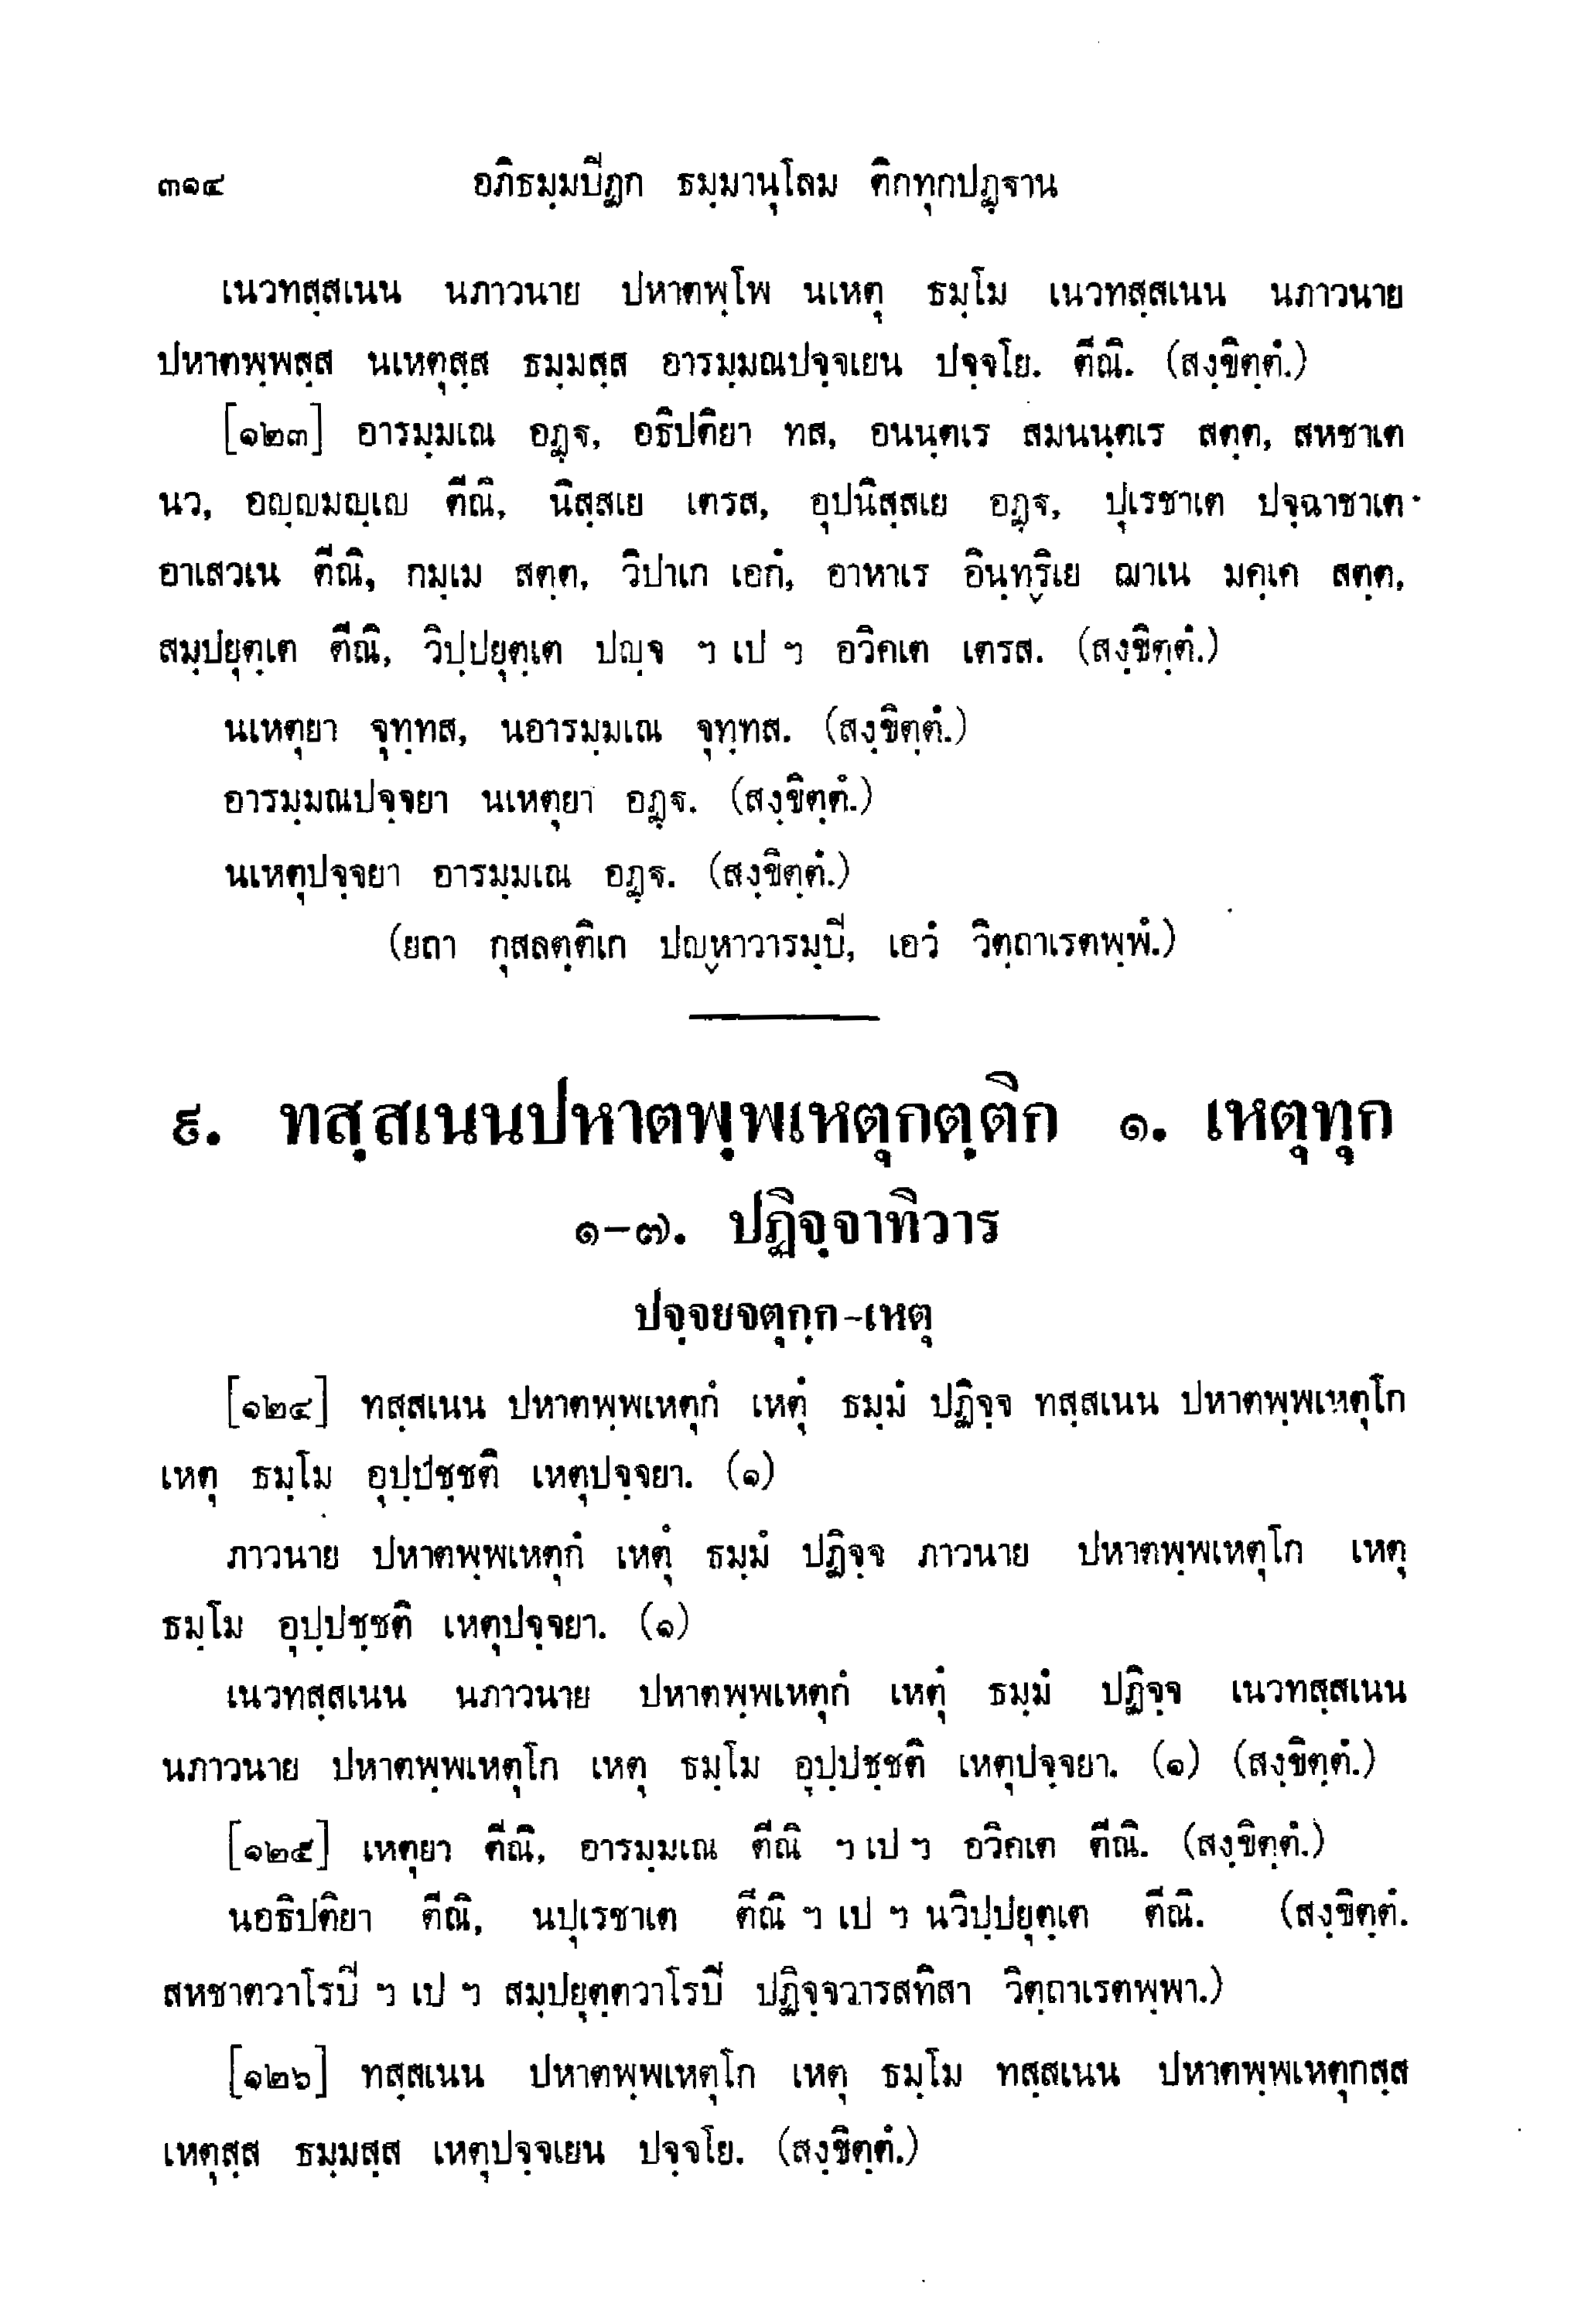 ๓๑๔ อภิธมฺมปิฏก ธมฺมานุโลม ติกทุกปฏฺฐาน
เนวทสฺสเนน นภาวนาย ปหาตพฺโพ นเหตุ ธมฺโม เนวทสฺสเนน นภาวนาย
ปหาตพฺพสฺส นเหตุสฺส ธมฺมสฺส อารมฺมณปจฺจเยน ปจฺจโย. ตีณิ. (สงฺขิตฺตํ.)
[๑๒๓] อารมฺมเณ อฏฺฐ, อธิปติยา ทส, อนนฺตเร สมนนฺตเร สตฺต, สหชาเต
นว, อญฺญมญฺเญ ตีณิ, นิสฺสเย เตรส, อุปนิสฺสเย อฏฺฐ, ปุเรชาเต ปจฺฉาชาเต
อาเสวเน ตีณิ, กมฺเม สตฺต, วิปาเก เอกํ, อาหาเร อินฺทฺริเย ฌาเน มคฺเค สตฺต,
สมฺปยุตฺเต ตีณิ, วิปฺปยุตฺเต ปญฺจ ฯ เป ฯ อวิคเต เตรส. (สงฺขิตฺตํ.)
นเหตุยา จุทฺทส, นอารมฺมเณ จุทฺทส. (สงฺขิตฺตํ.)
อารมฺมณปจฺจยา นเหตุยา อฏฺฐ. (สงฺขิตฺตํ.)
นเหตุปจฺจยา อารมฺมเณ อฏฺฐ. (สงฺขิตฺตํ.)
(ยถา กุสลตฺติเก ปญฺหาวารมฺปิ, เอวํ วิตฺถาเรตพฺพํ.)
๙. ทสฺสเนนปหาตพฺพเหตุกตฺติก ๑. เหตุทุก
๑-๗. ปฏิจฺจาทิวาร
ปจฺจยจตุกฺก-เหตุ
[๑๒๔] ทสฺสเนน ปหาตพฺพเหตุกํ เหตุํ ธมฺมํ ปฏิจฺจ ทสฺสเนน ปหาตพฺพเหตุโก
เหตุ ธมฺโม อุปฺปชฺชติ เหตุปจฺจยา. (๑)
ภาวนาย ปหาตพฺพเหตุกํ เหตุํ ธมฺมํ ปฏิจฺจ ภาวนาย ปหาตพฺพเหตุโก เหตุ
ธมฺโม อุปฺปชฺชติ เหตุปจฺจยา. (๑)
เนวทสฺสเนน นภาวนาย ปหาตพฺพเหตุกํ เหตุํ ธมฺมํ ปฏิจฺจ เนวทสฺสเนน
นภาวนาย ปหาตพฺพเหตุโก เหตุ ธมฺโม อุปฺปชฺชติ เหตุปจฺจยา. (๑) (สงฺขิตฺตํ.)
[๑๒๕] เหตุยา ตีณิ, อารมฺมเณ ตีณิ ฯ เป ฯ อวิคเต ตีณิ. (สงฺขิตฺตํ.)
นอธิปติยา ตีณิ, นปุเรชาเต ตีณิ ฯ เป ฯ นวิปฺปยุตฺเต ตีณิ. (สงฺขิตฺตํ.
สหชาตวาโรปิ ฯ เป ฯ สมฺปยุตฺตวาโรปิ ปฏิจฺจวารสทิสา วิตฺถาเรตพฺพา.)
[๑๒๖] ทสฺสเนน ปหาตพฺพเหตุโก เหตุ ธมฺโม ทสฺสเนน ปหาตพฺพเหตุกสฺส
เหตุสฺส ธมฺมสฺส เหตุปจฺจเยน ปจฺจโย. (สงฺขิตฺตํ.)